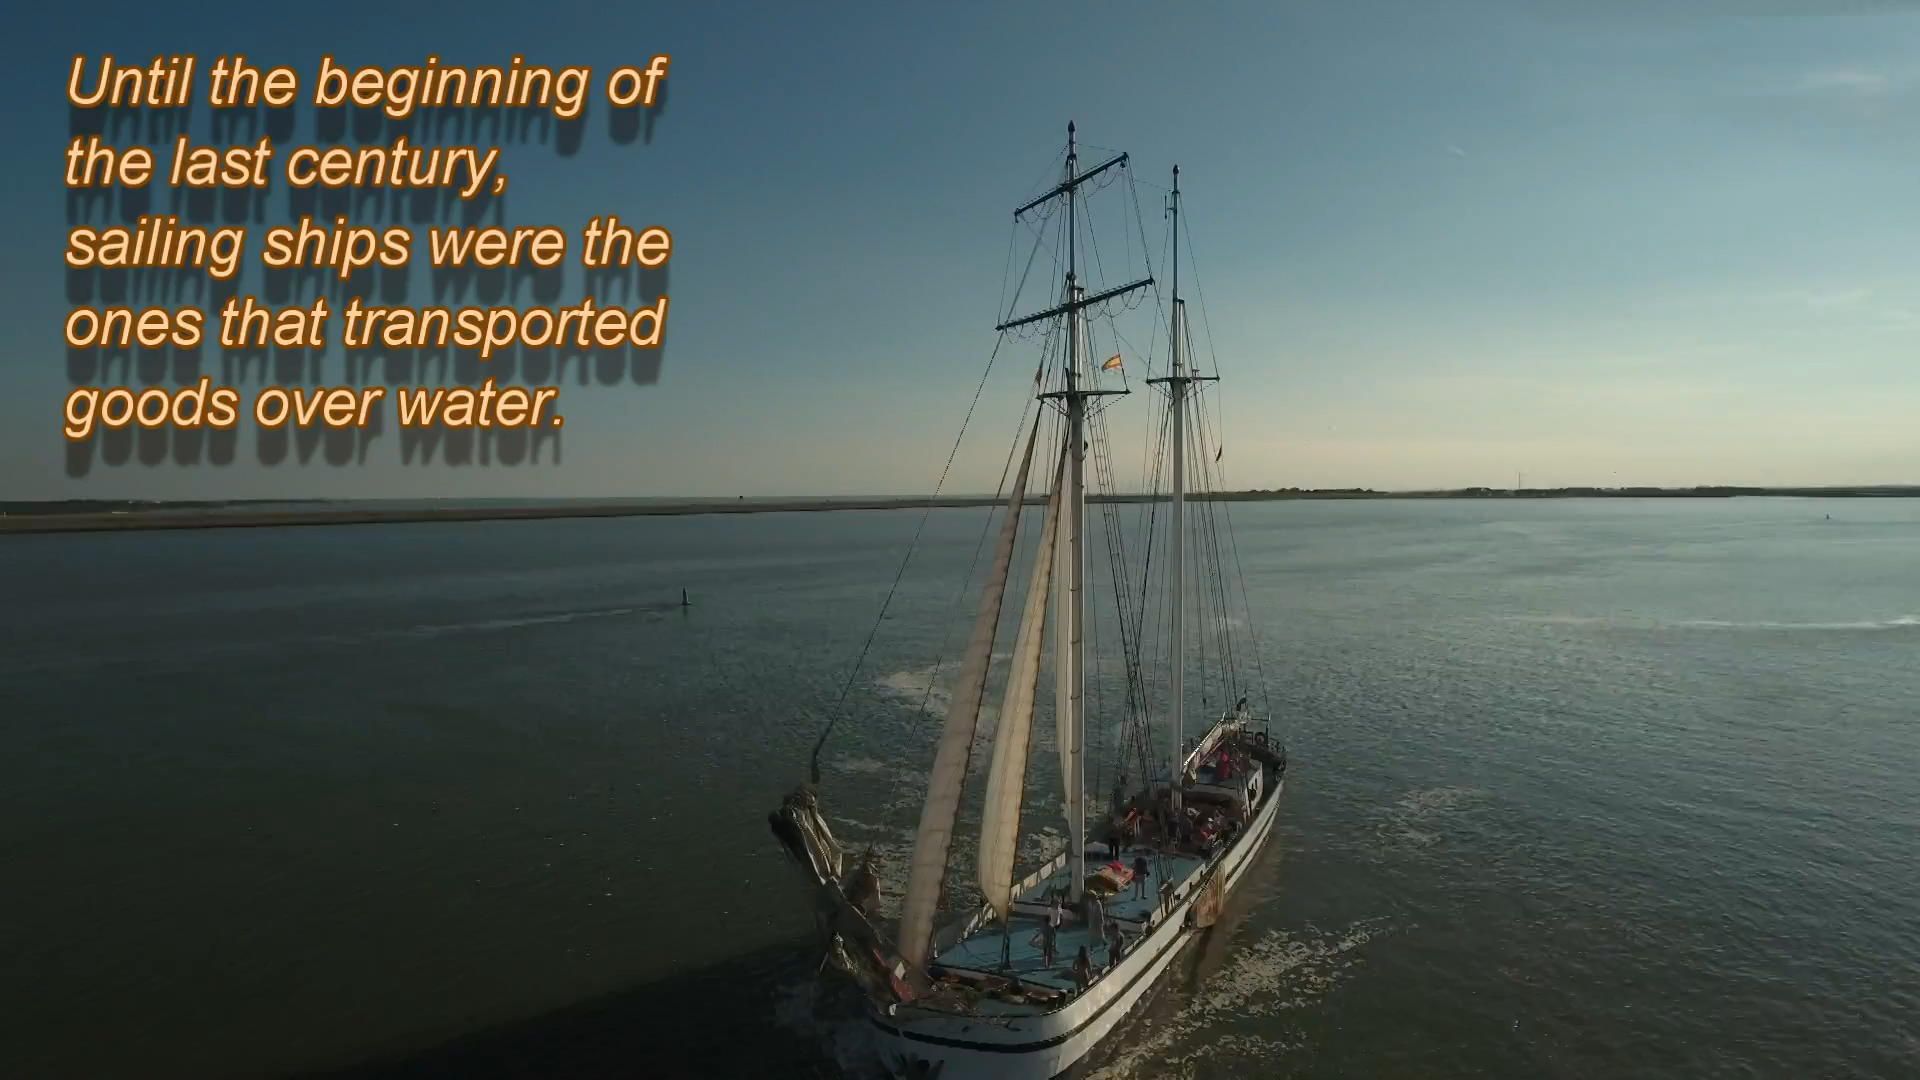 Until the beginning of
the last century,
sailing ships were the
ones that transported
goods over water.